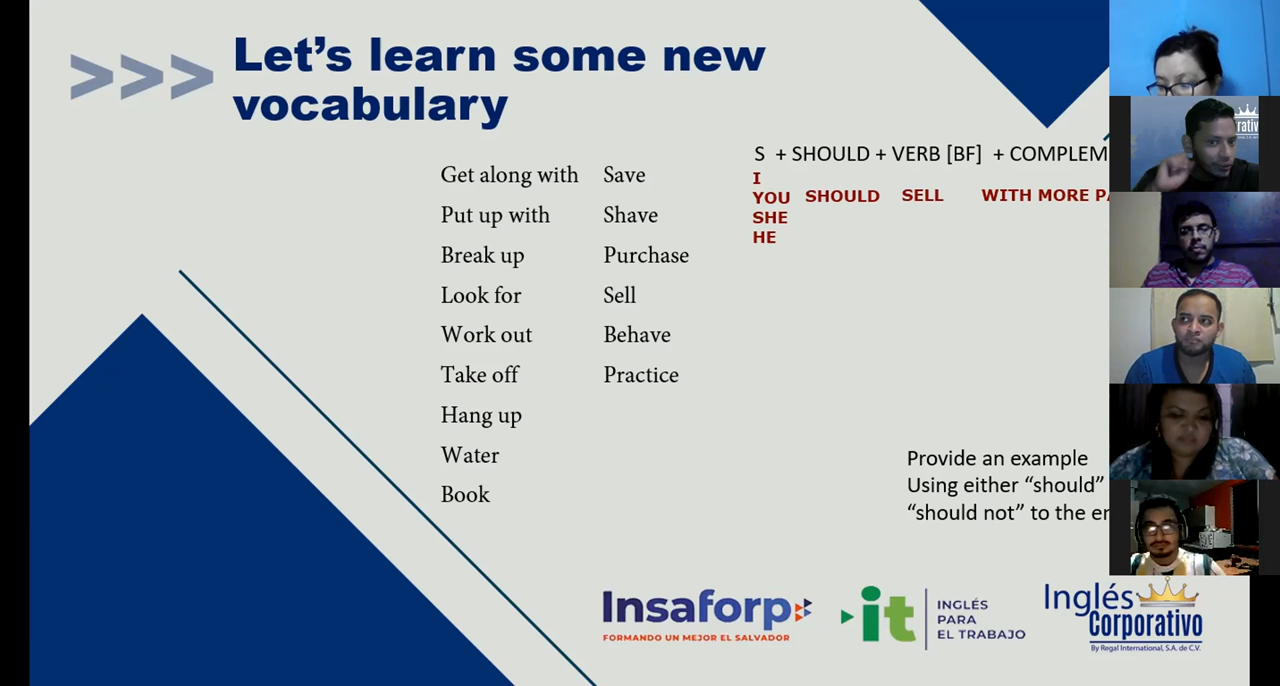 >>> Let's learn some new
vocabulary
Get along with
Put up with
Break up
Look for
Work out
Take off
Hang up
Water
Book
Save
Shave
Purchase
Sell
Behave
Practice
S + SHOULD + VERB [BF] + COMPLEM
I
YOU
SHE
HE
SHOULD SELL WITH MORE
Provide an example
Using either “should”
“should not” to the
Insaforp
FORMANDO UN MEJOR EL SALVADOR
it
INGLÉS
PARA
EL TRABAJO
Inglés
Corporativo
By Regal International, S.A. de C.V.